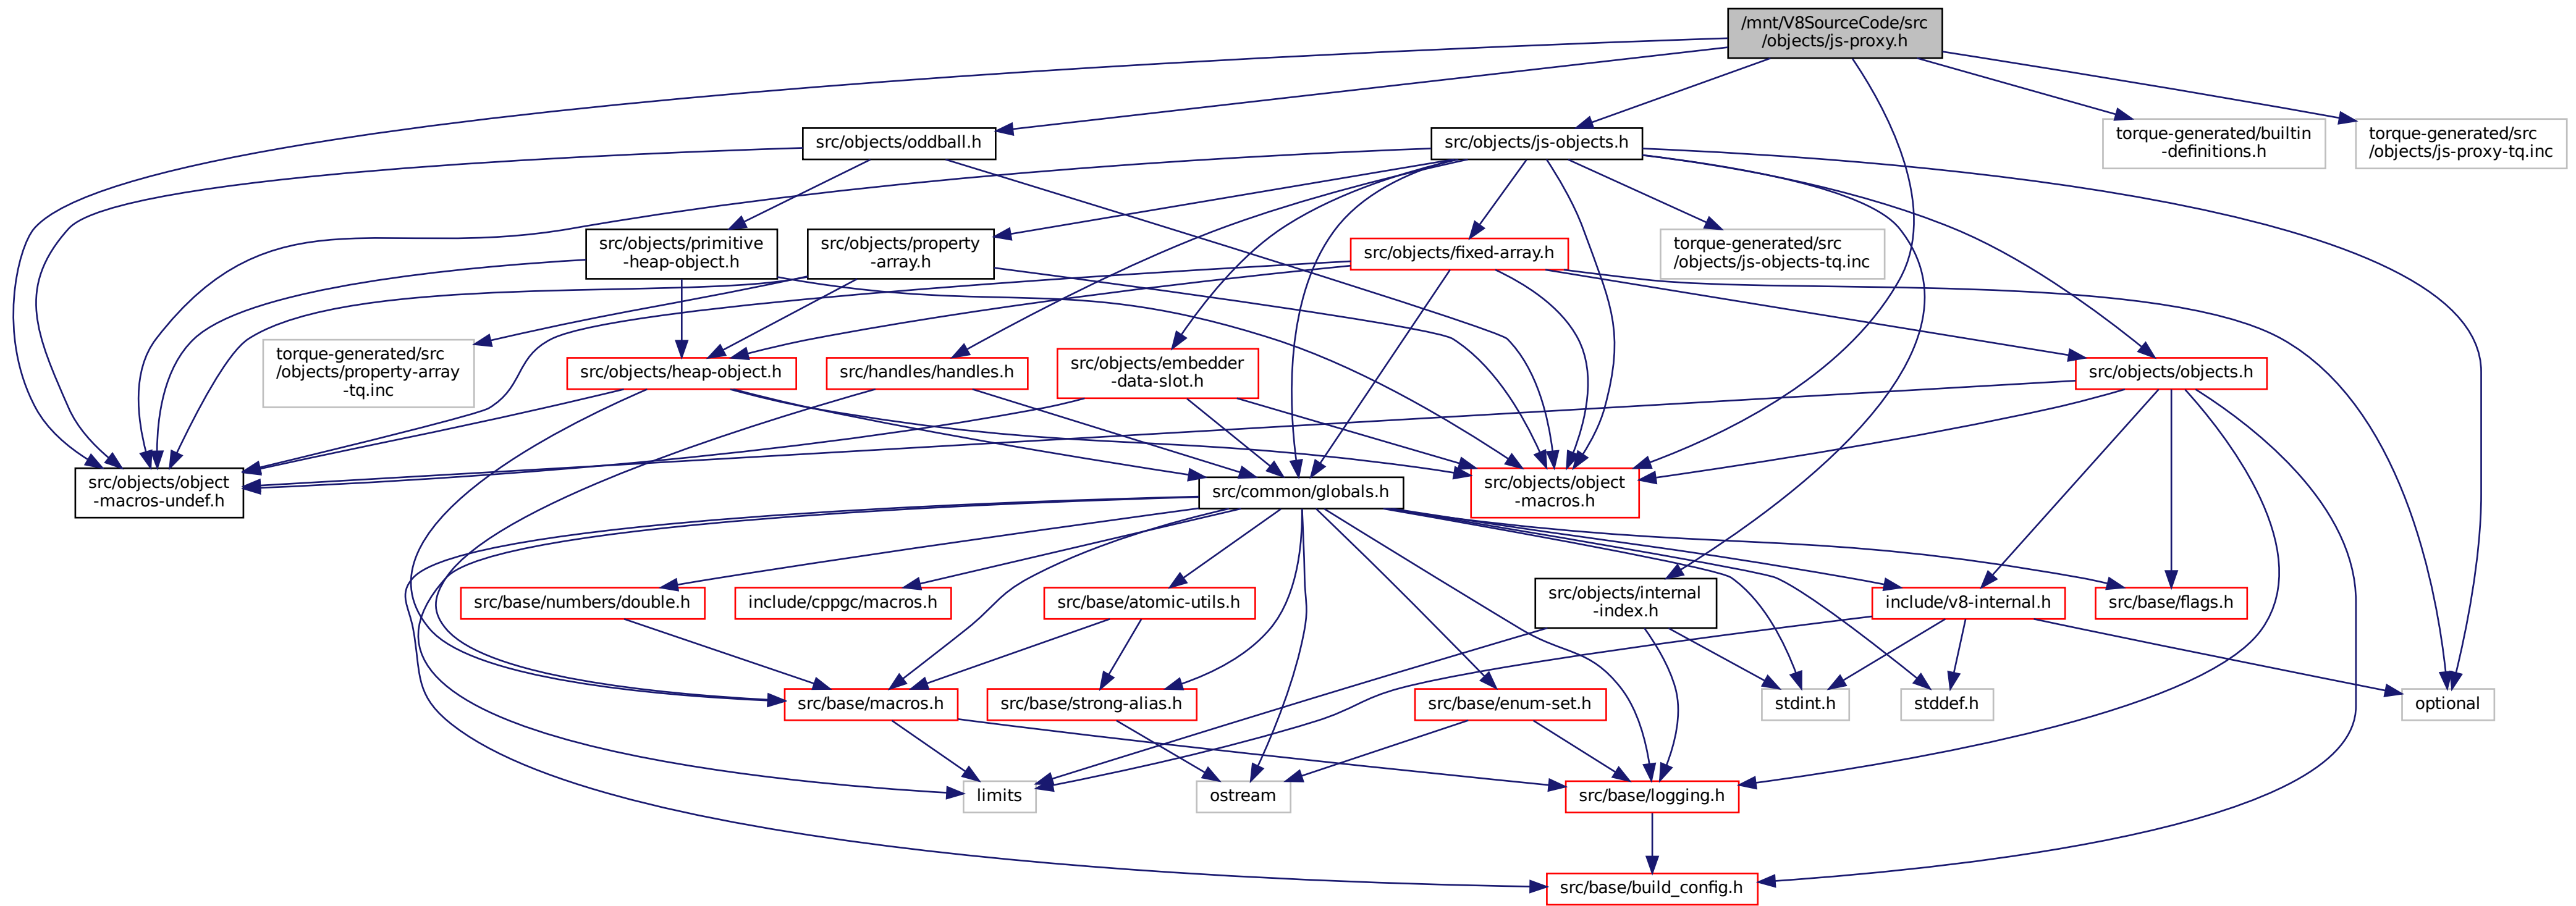 /mnt/V8SourceCode/src
/objects/js-proxy.h
src/objects/oddball.h
src/objects/js-objects.h
torque-generated/builtin
-definitions.h
torque-generated/src
/objects/js-proxy-tq.inc
src/objects/primitive
-heap-object.h
src/objects/property
-array.h
src/objects/fixed-array.h
torque-generated/src
/objects/js-objects-tq.inc
torque-generated/src
/objects/property-array
-tq.inc
src/objects/heap-object.h
src/handles/handles.h
src/objects/embedder
-data-slot.h
src/objects/objects.h
src/objects/object
-macros-undef.h
src/common/globals.h
src/objects/object
-macros.h
src/base/numbers/double.h
include/cppgc/macros.h
src/base/atomic-utils.h
src/objects/internal
-index.h
include/v8-internal.h
src/base/flags.h
src/base/macros.h
src/base/strong-alias.h
src/base/enum-set.h
stdint.h
stddef.h
optional
limits
ostream
src/base/logging.h
src/base/build_config.h